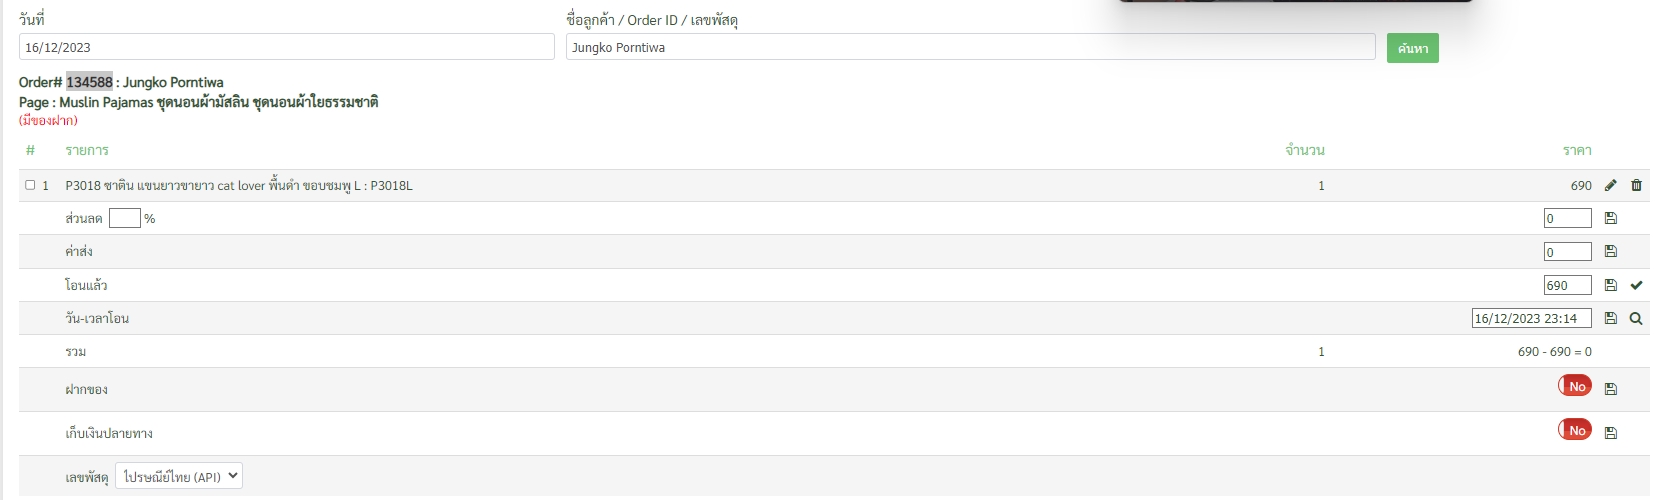 วันที่
ชื่อลูกค้า / Order ID / เลขพัสดุ
16/12/2023
Jungko Porntiwa
ค้นหา
Order# 134588 : Jungko Porntiwa
Page : Muslin Pajamas ชุดนอนผ้ามัสลิน ชุดนอนผ้าใยธรรมชาติ
(มีของฝาก)
# รายการ จำนวน ราคา
1 P3018 ซาติน แขนยาวขายาว cat lover พื้นดำ ขอบชมพู L : P3018L 1 690
ส่วนลด % 0
ค่าส่ง 0
โอนแล้ว 690
วัน-เวลาโอน 16/12/2023 23:14
รวม 1 690 - 690 = 0
ฝากของ No
เก็บเงินปลายทาง No
เลขพัสดุ ไปรษณีย์ไทย (API)